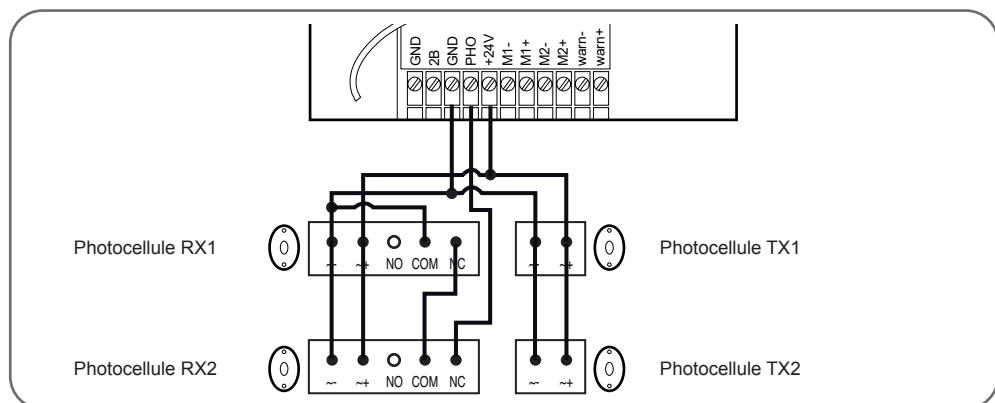 GND 2B GND PHO +24V M1- M1+ M2- M2+ warn- warn+
Photocellule RX1
~- ~+ NO COM NC
~- ~+
Photocellule TX1
Photocellule RX2
~- ~+ NO COM NC
~- ~+
Photocellule TX2